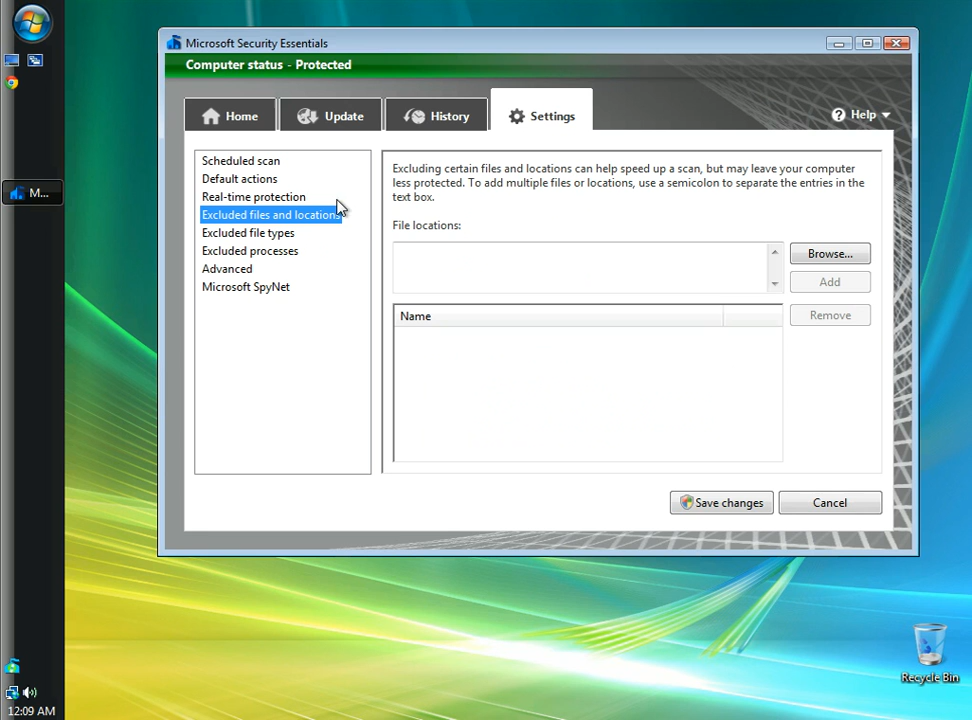 Microsoft Security Essentials
Computer status - Protected
Home
Update
History
Settings
Help
Scheduled scan
Default actions
Real-time protection
Excluded files and locations
Excluded file types
Excluded processes
Advanced
Microsoft SpyNet
Excluding certain files and locations can help speed up a scan, but may leave your computer
less protected. To add multiple files or locations, use a semicolon to separate the entries in the
text box.
File locations:
Browse...
Add
Name
Remove
Save changes
Cancel
M...
Recycle Bin
12:09 AM